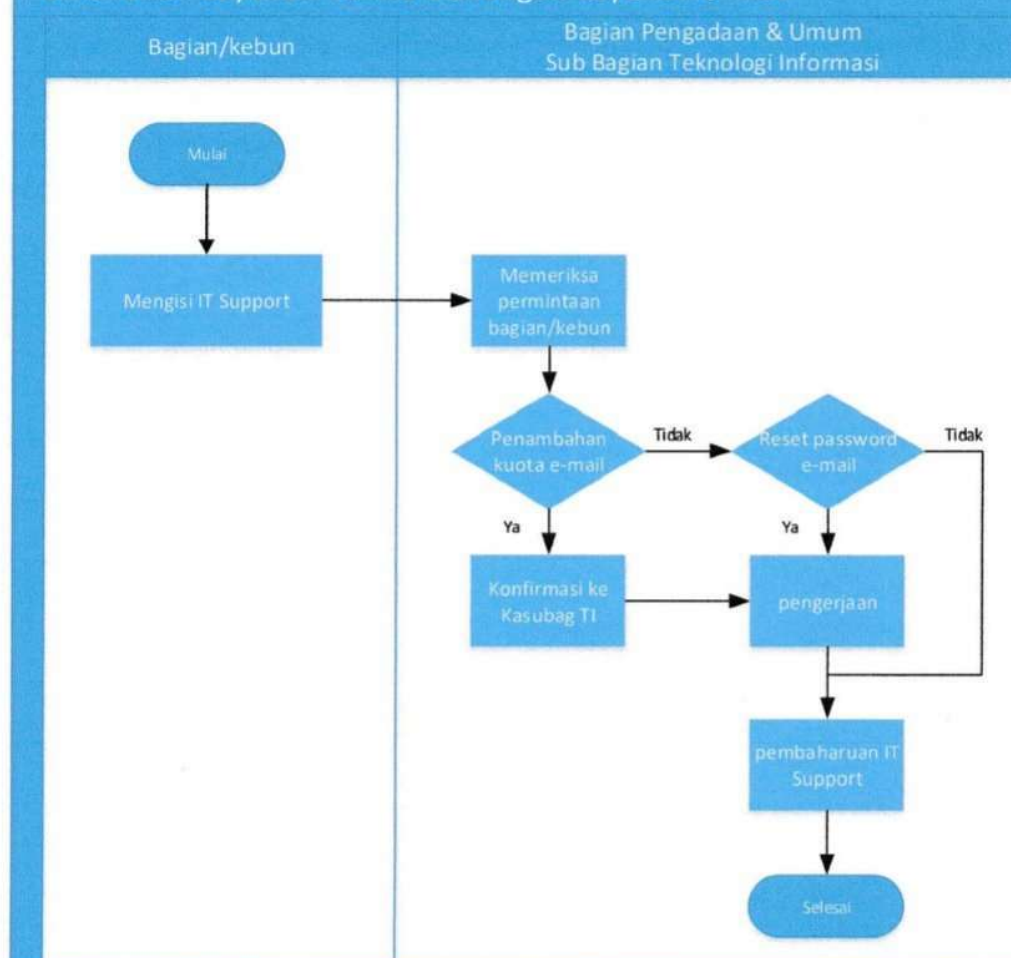 Bagian/kebun
Bagian Pengadaan & Umum
Sub Bagian Teknologi Informasi
Mulai
Mengisi IT Support
Memeriksa
permintaan
bagian/kebun
Penambahan
kuota e-mail
Tidak
Reset password
e-mail
Tidak
Ya
Ya
Konfirmasi ke
Kasubag TI
pengerjaan
pembaharuan IT
Support
Selesai